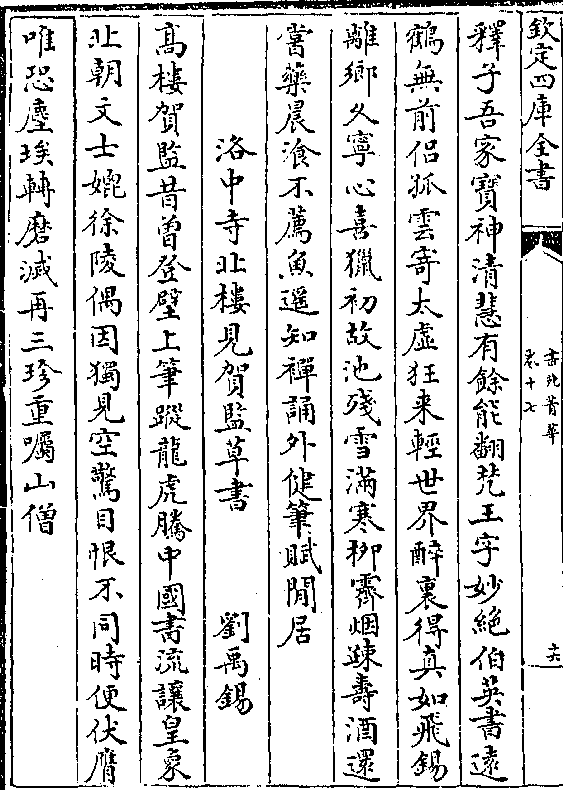 欽定四庫全書
書苑菁華
卷十七
十六
釋子吾家寶神清慧有餘能翻梵王字妙絶伯英書遠
鶴無前侣孤雲寄太虚狂来輕世界醉裏得真如飛錫
離鄉久寧心喜獵初故池殘雪滿寒柳霽烟疎壽酒還
嘗藥晨飡不薦魚遥知禪誦外健筆賦閒居
洛中寺北樓見賀監草書 劉禹錫
高樓賀監昔曾登壁上筆蹤龍虎騰中國書流讓皇象
北朝文士媿徐陵偶因獨見空驚目恨不同時便伏膺
唯恐塵埃轉磨滅再三珍重囑山僧